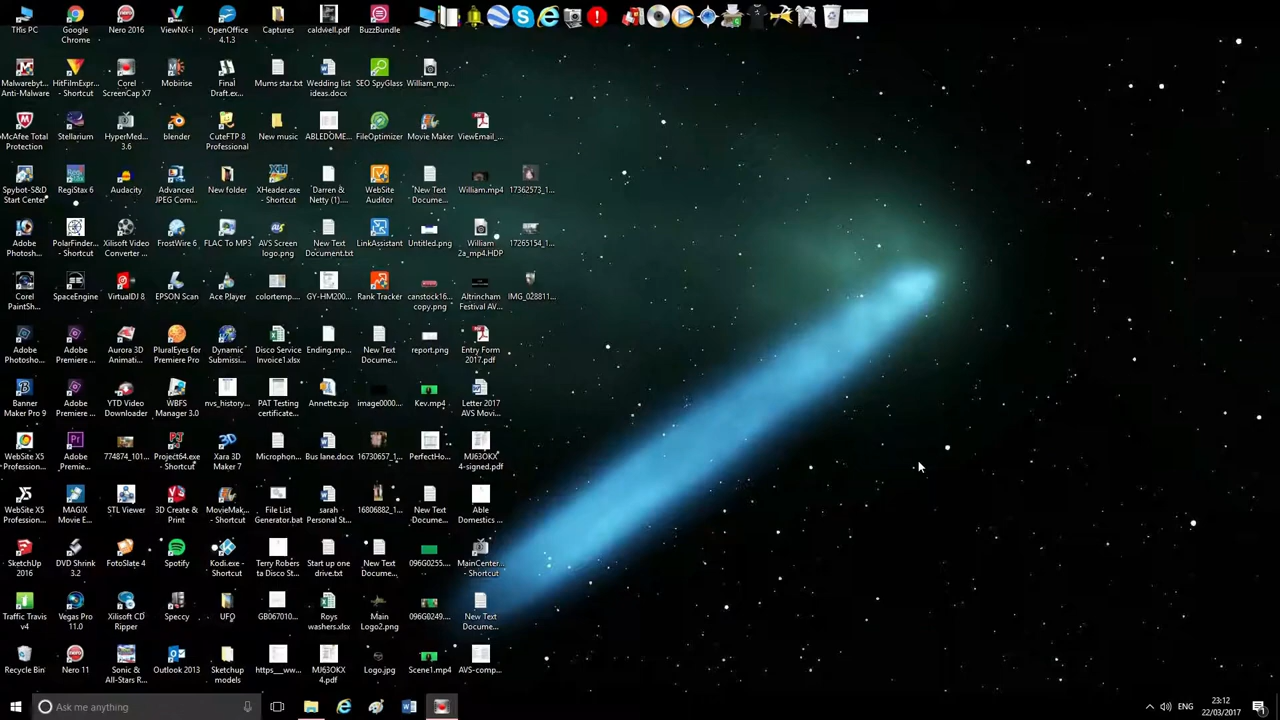 This PC
Google
Chrome
Nero 2016
ViewNX-i
OpenOffice
4.1.3
Captures
caldwell.pdf
BuzzBundle
Malwarebyt...
Anti-Malware
HitFilmExpr...
- Shortcut
Corel
ScreenCap X7
Mobirise
Final
Draft.ex...
Mums star.txt
Wedding list
ideas.docx
SEO SpyGlass
William_mp...
McAfee Total
Protection
Stellarium
HyperMed...
3.6
blender
CuteFTP 8
Professional
New music
ABLEDOME...
FileOptimizer
Movie Maker
ViewEmail_...
Spybot-S&D
Start Center
RegiStax 6
Audacity
Advanced
JPEG Com...
New folder
XHeader.exe
- Shortcut
Darren &
Netty (1)....
WebSite
Auditor
New Text
Docume...
William.mp4
17362573_1...
Adobe
Photosh...
PolarFinder...
- Shortcut
Xilisoft Video
Converter ...
FrostWire 6
FLAC To MP3
AVS Screen
logo.png
New Text
Document.txt
LinkAssistant
Untitled.png
William
2a_mp4.HDP
17265154_1...
Corel
PaintSh...
SpaceEngine
VirtualDJ 8
EPSON Scan
Ace Player
colortemp....
GY-HM200...
Rank Tracker
canstock16...
copy.png
Altrincham
Festival AV...
IMG_028811...
Adobe
Photosho...
Adobe
Premiere ...
Aurora 3D
Animati...
PluralEyes for
Premiere Pro
Dynamic
Submissi...
Disco Service
Invoice1.xlsx
Ending.mp...
New Text
Docume...
report.png
Entry Form
2017.pdf
Banner
Maker Pro 9
Adobe
Premiere ...
YTD Video
Downloader
WBFS
Manager 3.0
nvs_history...
PAT Testing
certificate...
Annette.zip
image0000...
Kev.mp4
Letter 2017
AVS Movi...
WebSite X5
Profession...
Adobe
Premie...
774874_101...
Project64.exe
- Shortcut
Xara 3D
Maker 7
Microphon...
Bus lane.docx
16730657_1...
PerfectHo...
MJ63OKX
4-signed.pdf
WebSite X5
Profession...
MAGIX
Movie E...
STL Viewer
3D Create &
Print
MovieMak...
- Shortcut
File List
Generator.bat
sarah
Personal St...
16806882_1...
New Text
Docume...
Able
Domestics ...
SketchUp
2016
DVD Shrink
3.2
FotoSlate 4
Spotify
Kodi.exe -
Shortcut
Terry Rober
ta Disco St...
Start up one
drive.txt
New Text
Docume...
096G0255...
MainCenter...
- Shortcut
Traffic Travis
v4
Vegas Pro
11.0
Xilisoft CD
Ripper
Speccy
UFO
GB067010...
Roys
washers.xlsx
Main
Logo2.png
096G0249...
New Text
Docume...
Recycle Bin
Nero 11
Sonic &
All-Stars R...
Outlook 2013
Sketchup
models
https___ww...
MJ63OKX
4.pdf
Logo.jpg
Scene1.mp4
AVS-comp...
Ask me anything
ENG
23:12
22/03/2017